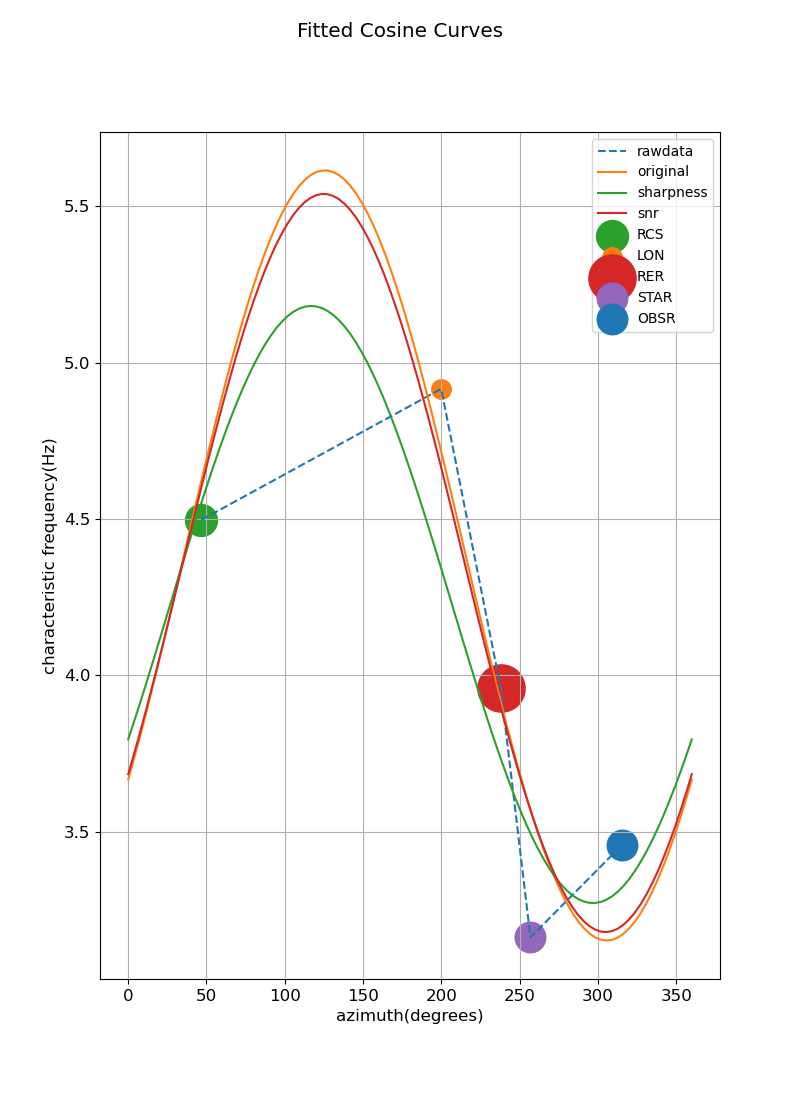 Fitted Cosine Curves
rawdata
original
sharpness
snr
RCS
LON
RER
STAR
OBSR
characteristic frequency(Hz)
5.5
5.0
4.5
4.0
3.5
0 50 100 150 200 250 300 350
azimuth(degrees)